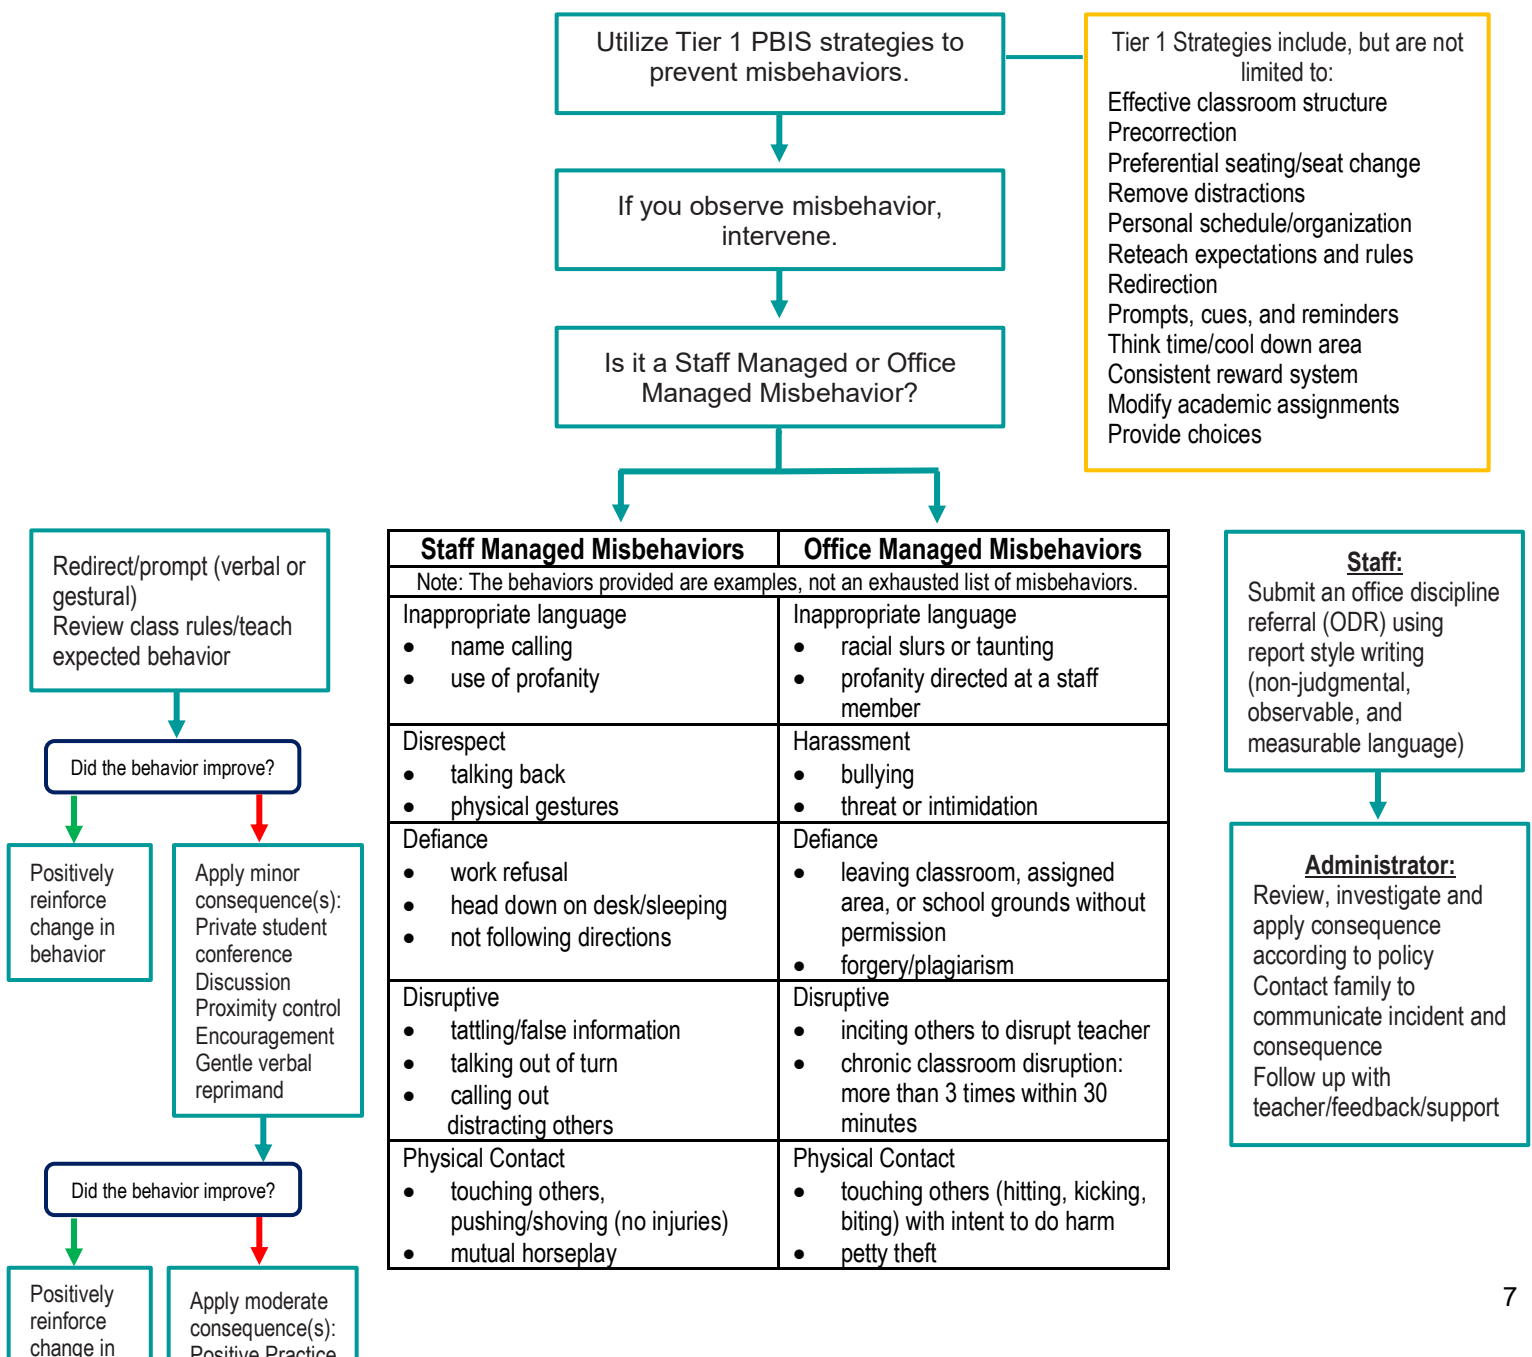 Utilize Tier 1 PBIS strategies to
prevent misbehaviors.
Tier 1 Strategies include, but are not
limited to:
Effective classroom structure
Precorrection
Preferential seating/seat change
Remove distractions
Personal schedule/organization
Reteach expectations and rules
Redirection
Prompts, cues, and reminders
Think time/cool down area
Consistent reward system
Modify academic assignments
Provide choices
If you observe misbehavior,
intervene.
Is it a Staff Managed or Office
Managed Misbehavior?
Redirect/prompt (verbal or
gestural)
Review class rules/teach
expected behavior
Did the behavior improve?
Positively
reinforce
change in
behavior
Apply minor
consequence(s):
Private student
conference
Discussion
Proximity control
Encouragement
Gentle verbal
reprimand
Did the behavior improve?
Positively
reinforce
change in
Apply moderate
consequence(s):
Positive Practice
Staff Managed Misbehaviors
Office Managed Misbehaviors
Note: The behaviors provided are examples, not an exhausted list of misbehaviors.
Inappropriate language
• name calling
• use of profanity
Inappropriate language
• racial slurs or taunting
• profanity directed at a staff
member
Disrespect
• talking back
• physical gestures
Harassment
• bullying
• threat or intimidation
Defiance
• work refusal
• head down on desk/sleeping
• not following directions
Defiance
• leaving classroom, assigned
area, or school grounds without
permission
• forgery/plagiarism
Disruptive
• tattling/false information
• talking out of turn
• calling out
distracting others
Disruptive
• inciting others to disrupt teacher
• chronic classroom disruption:
more than 3 times within 30
minutes
Physical Contact
• touching others,
pushing/shoving (no injuries)
• mutual horseplay
Physical Contact
• touching others (hitting, kicking,
biting) with intent to do harm
• petty theft
Staff:
Submit an office discipline
referral (ODR) using
report style writing
(non-judgmental,
observable, and
measurable language)
Administrator:
Review, investigate and
apply consequence
according to policy
Contact family to
communicate incident and
consequence
Follow up with
teacher/feedback/support
7